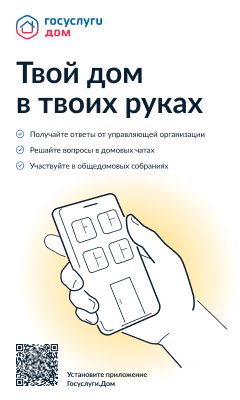 госуслуги
дом
Твой дом
в твоих руках
Получайте ответы от управляющей организации
Решайте вопросы в домовых чатах
Участвуйте в общедомовых собраниях
Установите приложение
Госуслуги.Дом